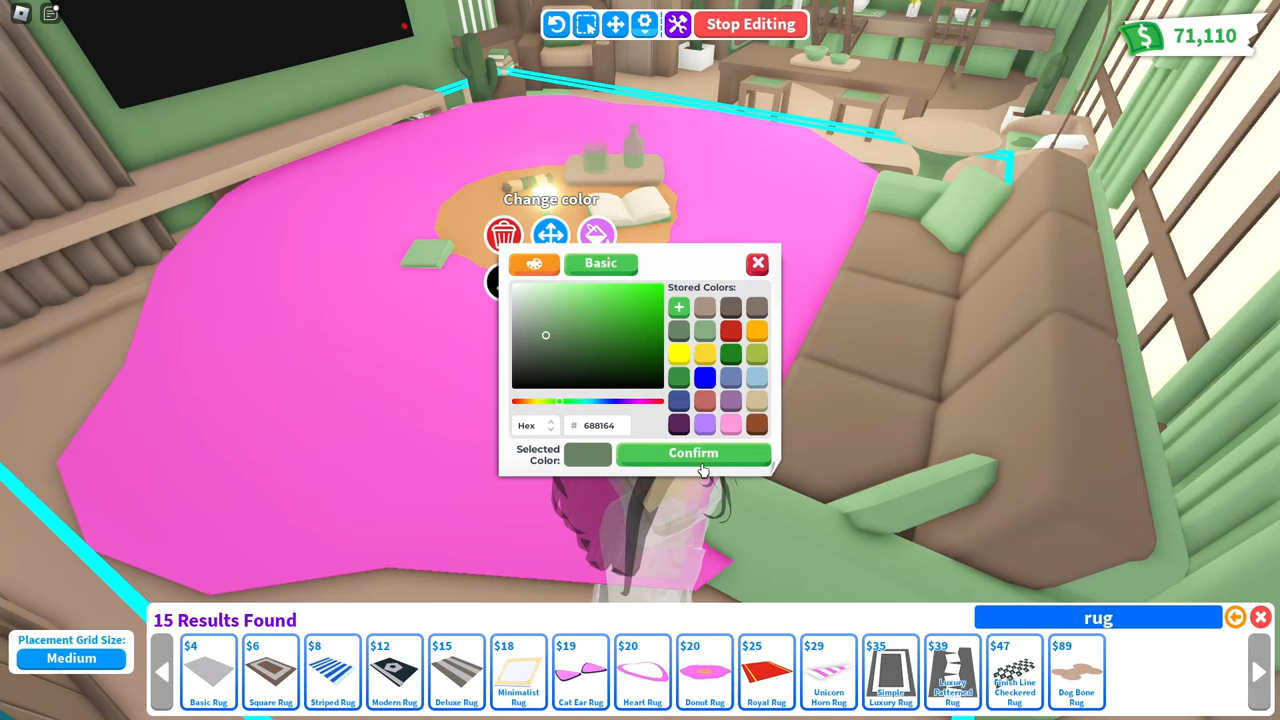 Stop Editing
71,110
Change color
Basic
Stored Colors:
Hex
# 688164
Selected
Color:
Confirm
15 Results Found
rug
Placement Grid Size:
Medium
$4
Basic Rug
$6
Square Rug
$8
Striped Rug
$12
Modern Rug
$15
Deluxe Rug
$18
Minimalist
Rug
$19
Cat Ear Rug
$20
Heart Rug
$20
Donut Rug
$25
Royal Rug
$29
Unicorn
Horn Rug
$35
Simple
Luxury Rug
$39
Luxury
Patterned
Rug
$47
Finish Line
Checkered
Rug
$89
Dog Bone
Rug